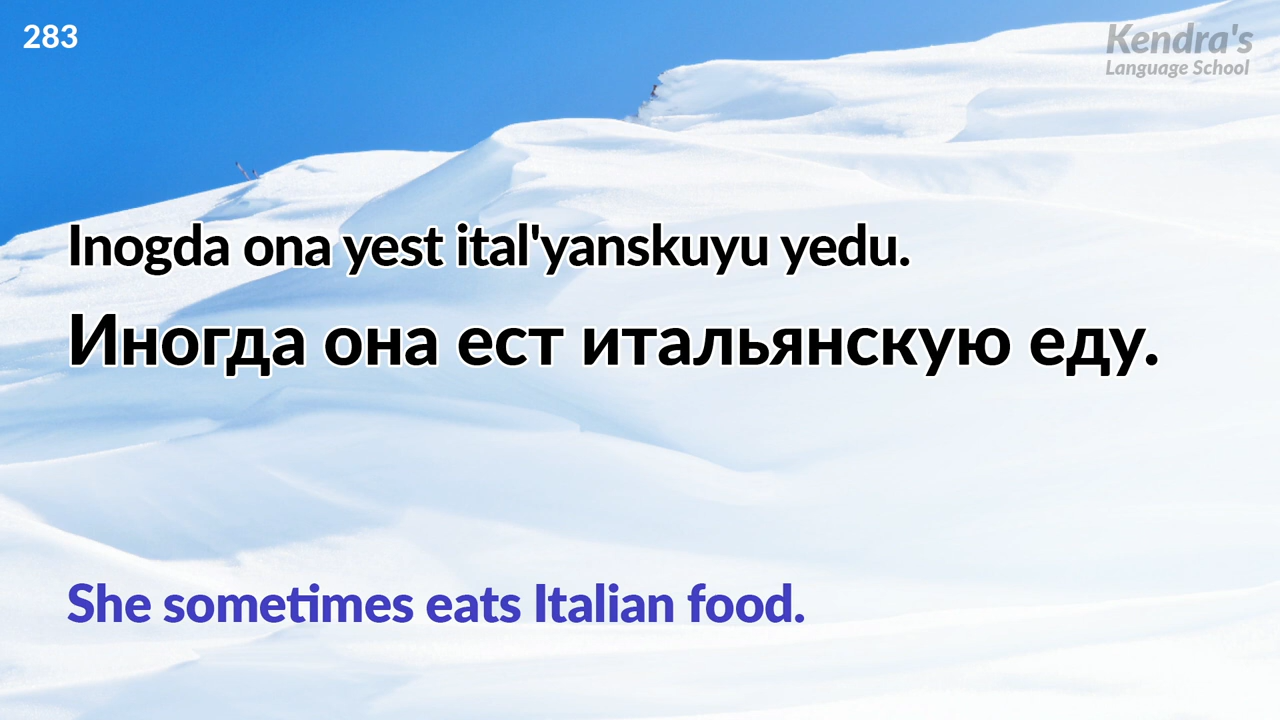 283
Kendra's
Language School
Inogda ona yest ital'yanskuyu yedu.
Иногда она ест итальянскую еду.
She sometimes eats Italian food.